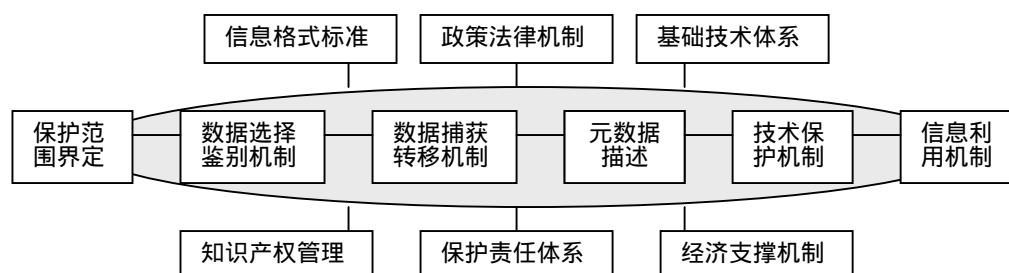 信息格式标准
政策法律机制
基础技术体系
保护范
围界定
数据选择
鉴别机制
数据捕获
转移机制
元数据
描述
技术保
护机制
信息利
用机制
知识产权管理
保护责任体系
经济支撑机制